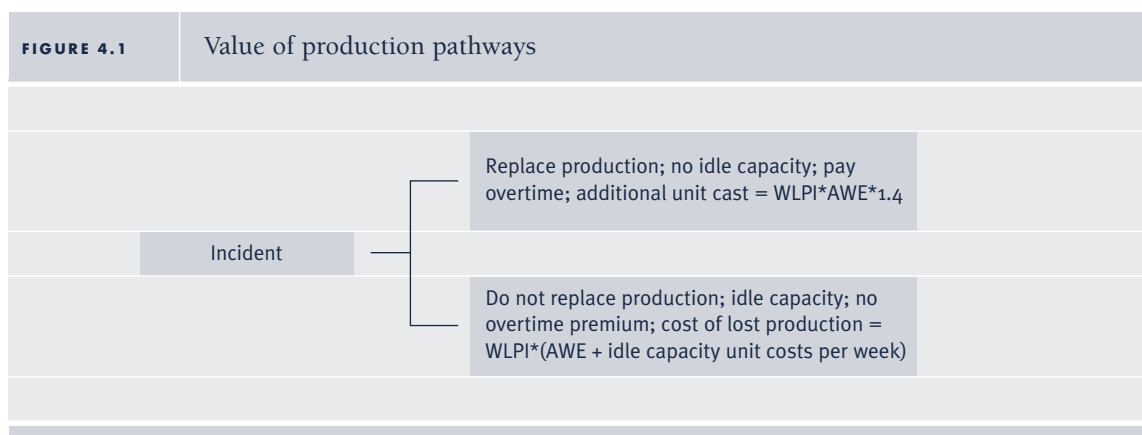 FIGURE 4.1
Value of production pathways
Replace production; no idle capacity; pay
overtime; additional unit cast = WLPI*AWE*1.4
Incident
Do not replace production; idle capacity; no
overtime premium; cost of lost production =
WLPI*(AWE + idle capacity unit costs per week)